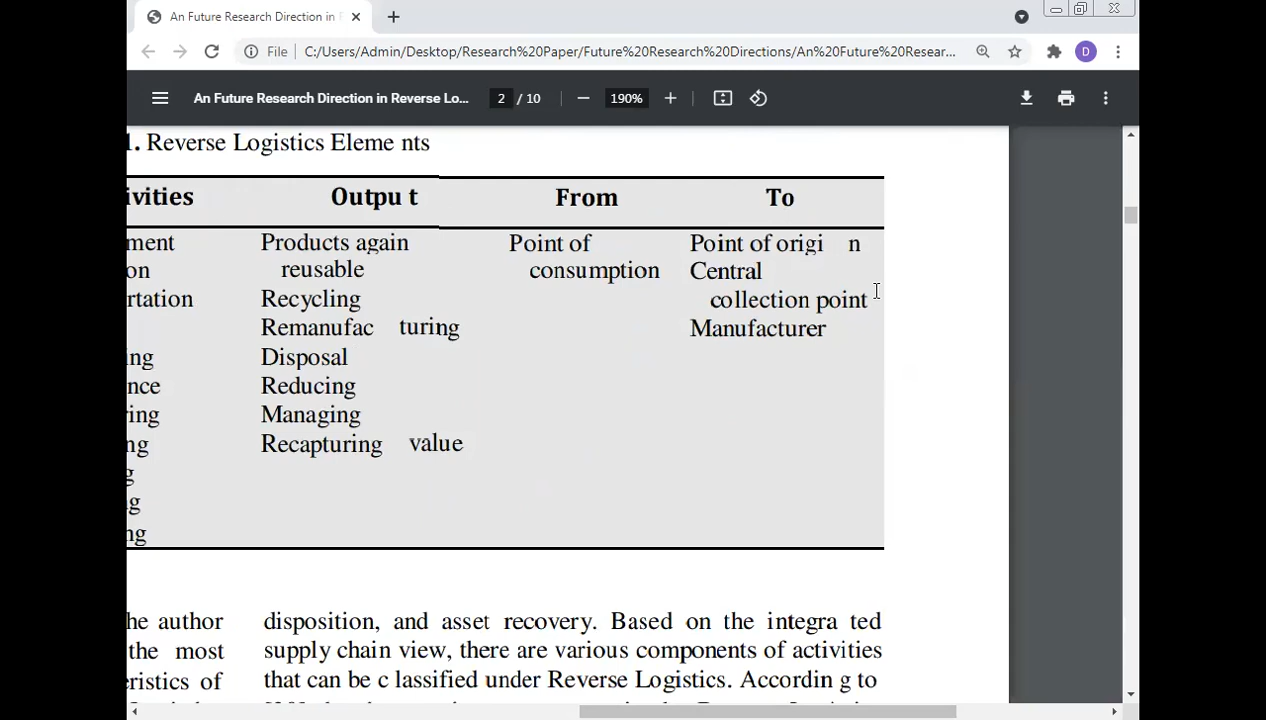 An Future Research Direction in
File C:/Users/Admin/Desktop/Research%20Paper/Future%20Research%20Directions/An%20Future%20Resear...
D
An Future Research Direction in Reverse Lo...
2 / 10
190%
1. Reverse Logistics Eleme nts
ivities Outpu t From To
ment Products again Point of Point of origi n
on reusable consumption Central
rtation Recycling collection point
Remanufac turing Manufacturer
ing Disposal
nce Reducing
ring Managing
ng Recapturing value
g
ng
ng
he author
the most
eristics of
disposition, and asset recovery. Based on the integra ted
supply chain view, there are various components of activities
that can be c lassified under Reverse Logistics. Accordin g to